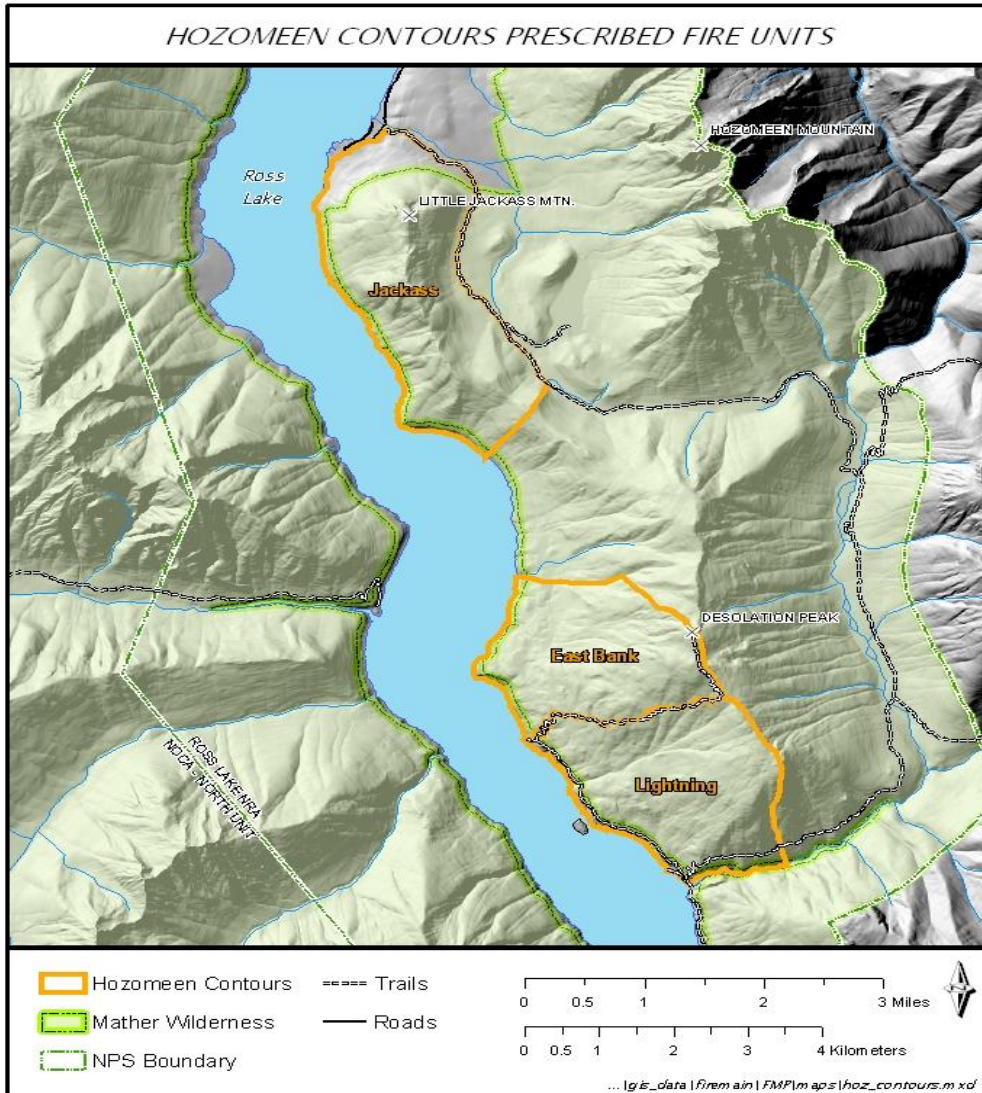 HOZOMEEN CONTOURS PRESCRIBED FIRE UNITS
HOZOMEEN MOUNTAIN
Ross
Lake
LITTLE JACKASS MTN.
Jackass
DESOLATION PEAK
East Bank
ROSS LAKE NRA
NOCA - NORTH UNIT
Lightning
Hozomeen Contours
Trails
Mather Wilderness
Roads
NPS Boundary
0 0.5 1 2 3 Miles
0 0.5 1 2 3 4 Kilometers
...\gis_data\firemain\FMP\maps\hoz_contours.mxd